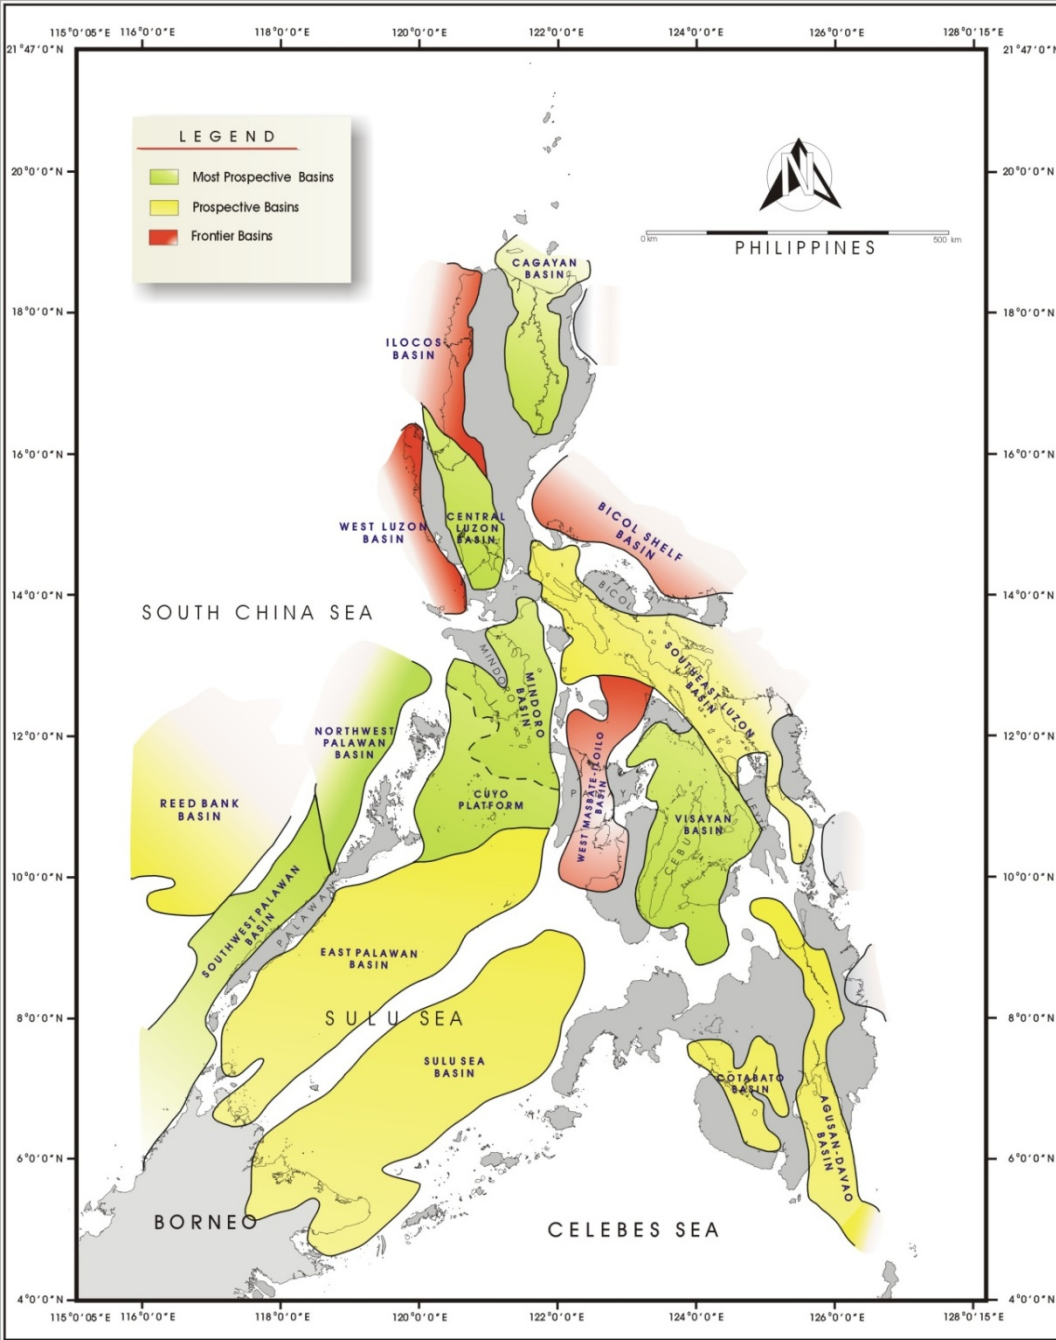 115°0'05"E 116°0'0"E 118°0'0"E 120°0'0"E 122°0'0"E 124°0'0"E 126°0'0"E 128°0'15"E
21°47'0"N 21°47'0"N
LEGEND
Most Prospective Basins
Prospective Basins
Frontier Basins
N
0 km 500 km
PHILIPPINES
20°0'0"N 20°0'0"N
CAGAYAN
BASIN
18°0'0"N 18°0'0"N
ILOCOS
BASIN
16°0'0"N 16°0'0"N
WEST LUZON
BASIN
CENTRAL
LUZON
BASIN
BICOL SHELF
BASIN
14°0'0"N 14°0'0"N
SOUTH CHINA SEA
BICOL
MINDORO
MINDORO
BASIN
SOUTHEAST LUZON
BASIN
12°0'0"N 12°0'0"N
NORTHWEST
PALAWAN
BASIN
REED BANK
BASIN
CUYO
PLATFORM
WEST MASBATE-ILOILO
BASIN
VISAYAN
BASIN
CEBU
10°0'0"N 10°0'0"N
SOUTHWEST PALAWAN
BASIN
PALAWAN
EAST PALAWAN
BASIN
8°0'0"N 8°0'0"N
SULU SEA
SULU SEA
BASIN
COTABATO
BASIN
AGUSAN-DAVAO
BASIN
6°0'0"N 6°0'0"N
BORNEO
CELEBES SEA
4°0'0"N 4°0'0"N
115°0'05"E 116°0'0"E 118°0'0"E 120°0'0"E 122°0'0"E 124°0'0"E 126°0'0"E 128°0'15"E